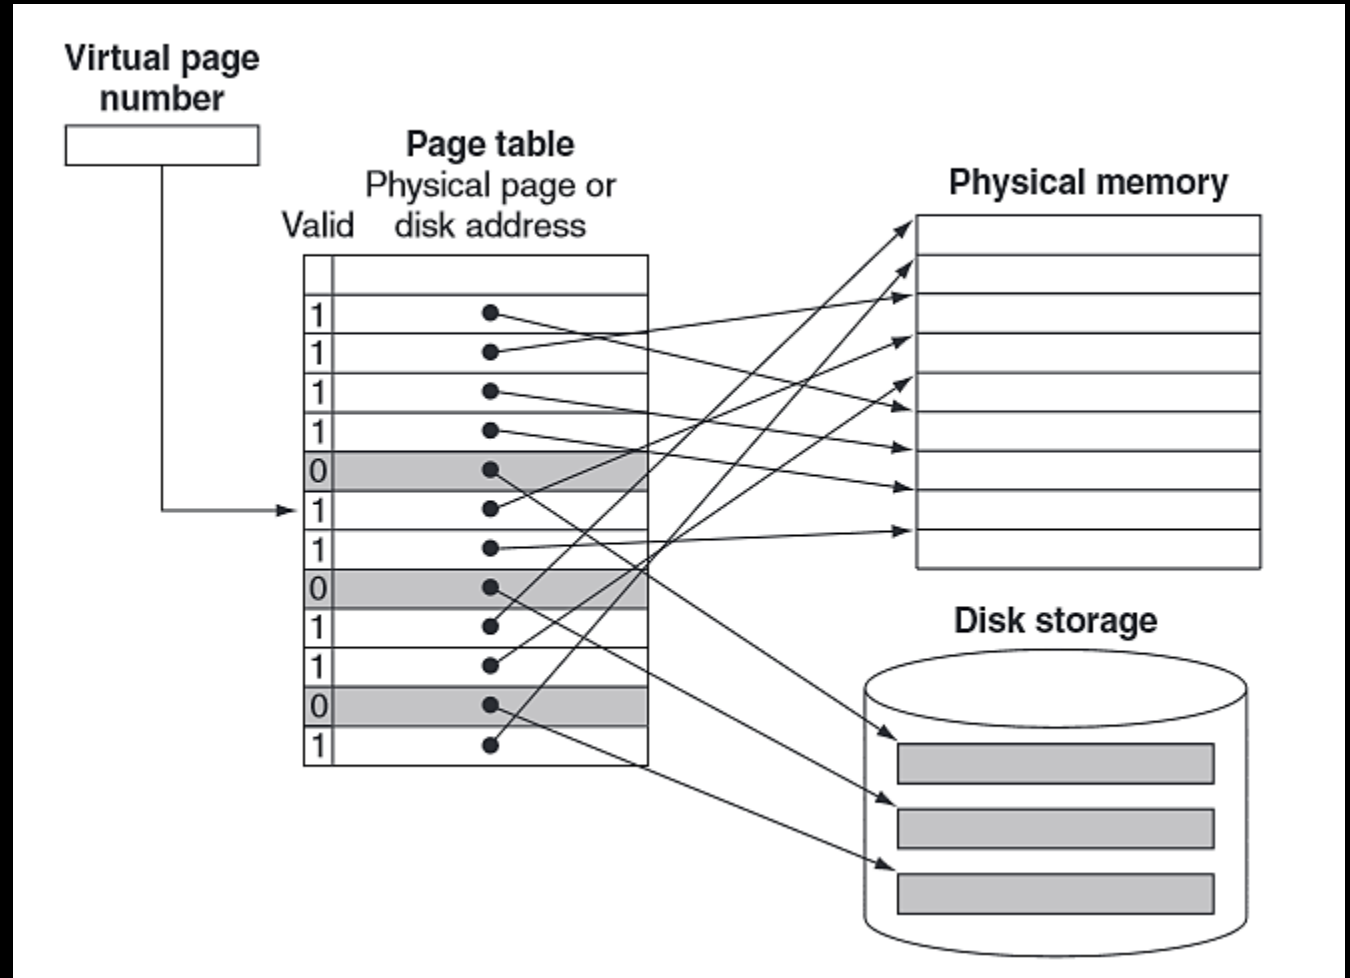 Virtual page
number
Page table
Physical page or
Valid disk address
Physical memory
1
1
1
1
0
1
1
0
1
1
0
1
Disk storage